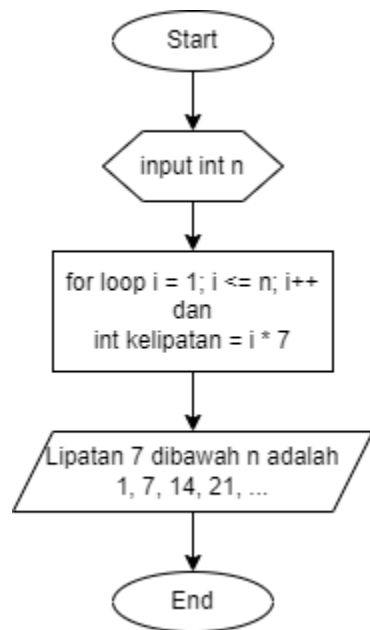 Start
input int n
for loop i = 1; i <= n; i++
dan
int kelipatan = i * 7
Lipatan 7 dibawah n adalah
1, 7, 14, 21, ...
End